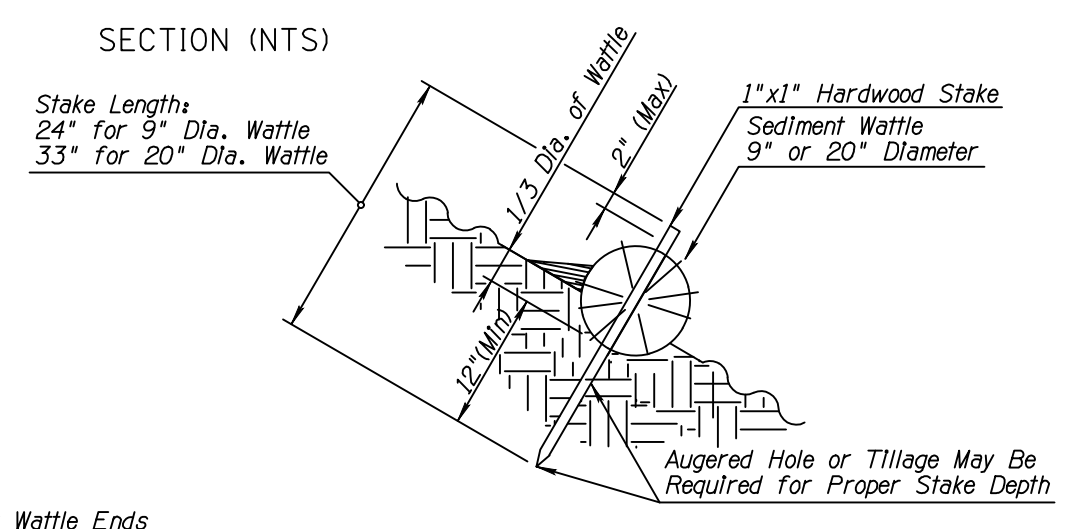 SECTION (NTS)
Stake Length:
24" for 9" Dia. Wattle
33" for 20" Dia. Wattle
1/3 Dia. of Wattle
2" (Max)
1"x1" Hardwood Stake
Sediment Wattle
9" or 20" Diameter
12"(Min)
Augered Hole or Tillage May Be
Required for Proper Stake Depth
Wattle Ends